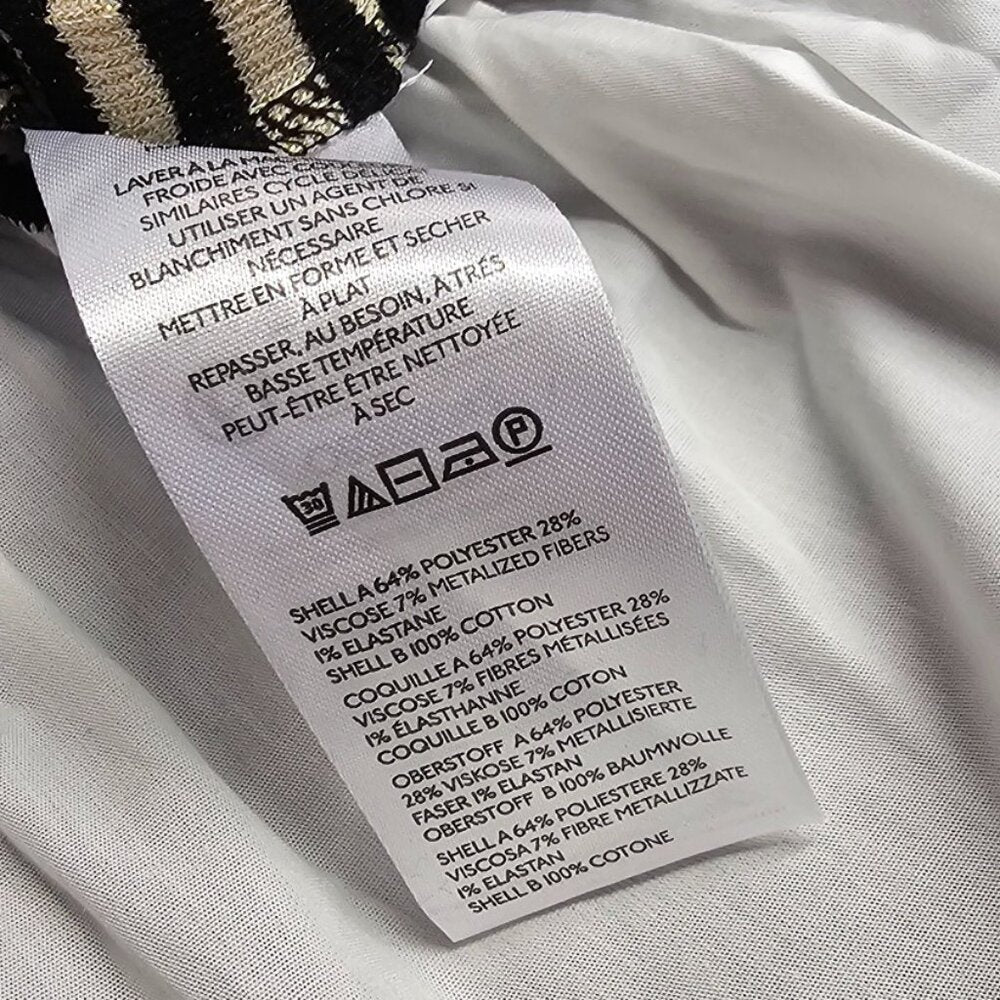 LAVER À LA
FROIDE AVEC
SIMILAIRES CYCLE DÉLICAT
UTILISER UN AGENT DE
BLANCHIMENT SANS CHLORE SI
NÉCESSAIRE
METTRE EN FORME ET SECHER
À PLAT
REPASSER, AU BESOIN, À TRÉS
BASSE TEMPÉRATURE
PEUT-ÊTRE ÊTRE NETTOYÉE
À SEC
30 P
SHELL A 64% POLYESTER 28%
VISCOSE 7% METALIZED FIBERS
1% ELASTANE
SHELL B 100% COTTON
COQUILLE A 64% POLYESTER 28%
VISCOSE 7% FIBRES MÉTALLISÉES
1% ÉLASTHANNE
COQUILLE B 100% COTON
OBERSTOFF A 64% POLYESTER
28% VISKOSE 7% METALLISIERTE
FASER 1% ELASTAN
OBERSTOFF B 100% BAUMWOLLE
SHELL A 64% POLIESTERE 28%
VISCOSA 7% FIBRE METALLIZZATE
1% ELASTAN
SHELL B 100% COTONE